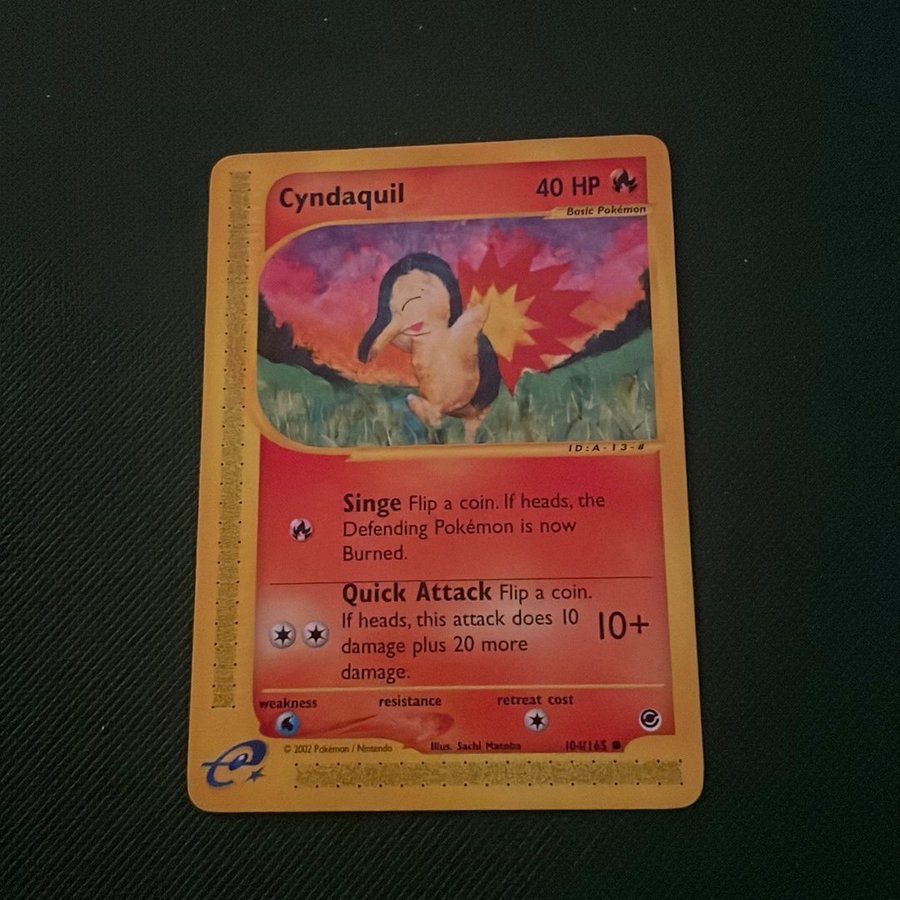 Cyndaquil 40 HP
Basic Pokémon
ID:A-13-#
Singe Flip a coin. If heads, the
Defending Pokémon is now
Burned.
Quick Attack Flip a coin.
If heads, this attack does 10
damage plus 20 more
damage.
10+
weakness resistance retreat cost
© 2002 Pokémon / Nintendo Illus. Sachi Matoba 104/165
e